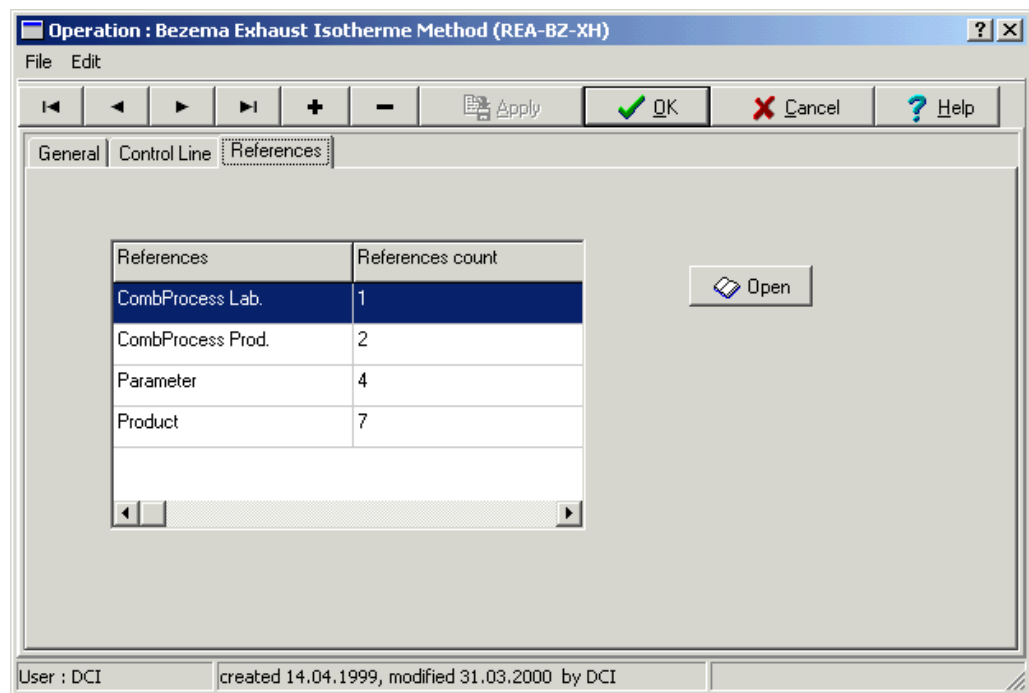 Operation : Bezema Exhaust Isotherme Method (REA-BZ-XH)
File Edit
Apply OK Cancel Help
General Control Line References
References References count
CombProcess Lab. 1
CombProcess Prod. 2
Parameter 4
Product 7
Open
User : DCI created 14.04.1999, modified 31.03.2000 by DCI